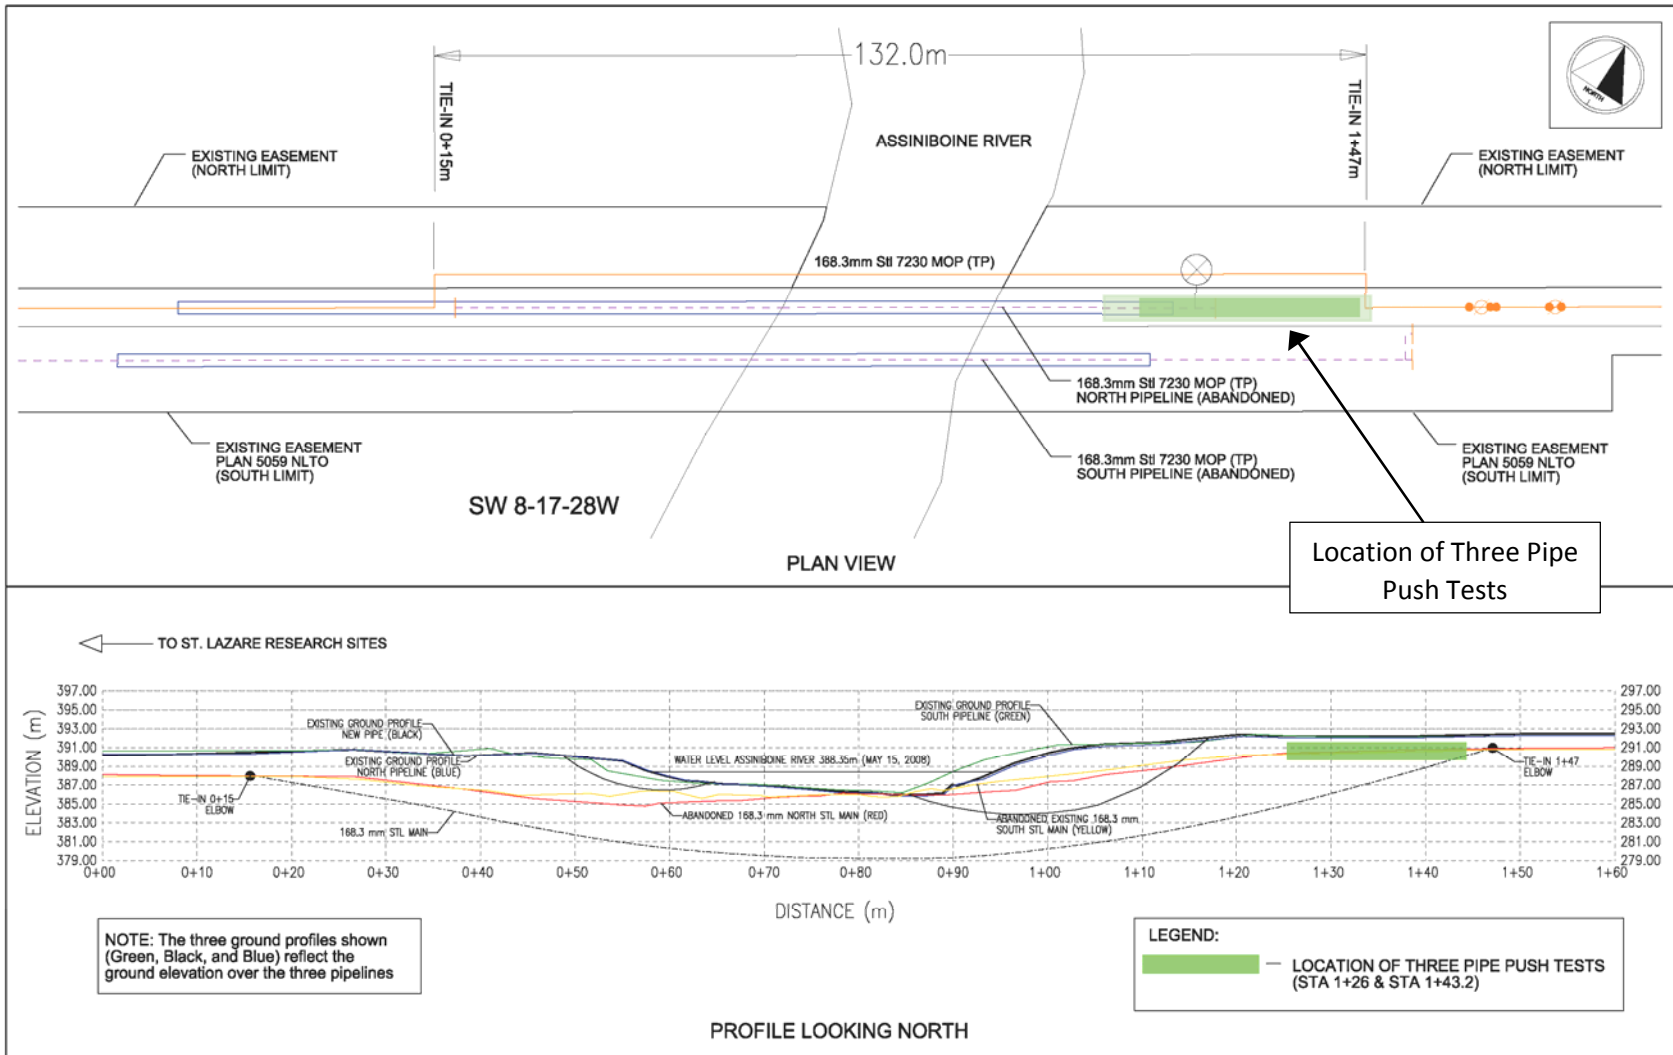 132.0m
TIE-IN 0+15m
TIE-IN 1+47m
NORTH
ASSINIBOINE RIVER
EXISTING EASEMENT
(NORTH LIMIT)
EXISTING EASEMENT
(NORTH LIMIT)
168.3mm Stl 7230 MOP (TP)
168.3mm Stl 7230 MOP (TP)
NORTH PIPELINE (ABANDONED)
168.3mm Stl 7230 MOP (TP)
SOUTH PIPELINE (ABANDONED)
EXISTING EASEMENT
PLAN 5059 NLTO
(SOUTH LIMIT)
EXISTING EASEMENT
PLAN 5059 NLTO
(SOUTH LIMIT)
SW 8-17-28W
Location of Three Pipe
Push Tests
PLAN VIEW
TO ST. LAZARE RESEARCH SITES
ELEVATION (m)
397.00
395.00
393.00
391.00
389.00
387.00
385.00
383.00
381.00
379.00
297.00
295.00
293.00
291.00
289.00
287.00
285.00
283.00
281.00
279.00
EXISTING GROUND PROFILE
NEW PIPE (BLACK)
EXISTING GROUND PROFILE
NORTH PIPELINE (BLUE)
EXISTING GROUND PROFILE
SOUTH PIPELINE (GREEN)
WATER LEVEL ASSINIBOINE RIVER 388.35m (MAY 15, 2008)
TIE-IN 0+15
ELBOW
TIE-IN 1+47
ELBOW
168.3 mm STL MAIN
ABANDONED 168.3 mm NORTH STL MAIN (RED)
ABANDONED EXISTING 168.3 mm
SOUTH STL MAIN (YELLOW)
0+00 0+10 0+20 0+30 0+40 0+50 0+60 0+70 0+80 0+90 1+00 1+10 1+20 1+30 1+40 1+50 1+60
DISTANCE (m)
NOTE: The three ground profiles shown
(Green, Black, and Blue) reflect the
ground elevation over the three pipelines
LEGEND:
LOCATION OF THREE PIPE PUSH TESTS
(STA 1+26 & STA 1+43.2)
PROFILE LOOKING NORTH